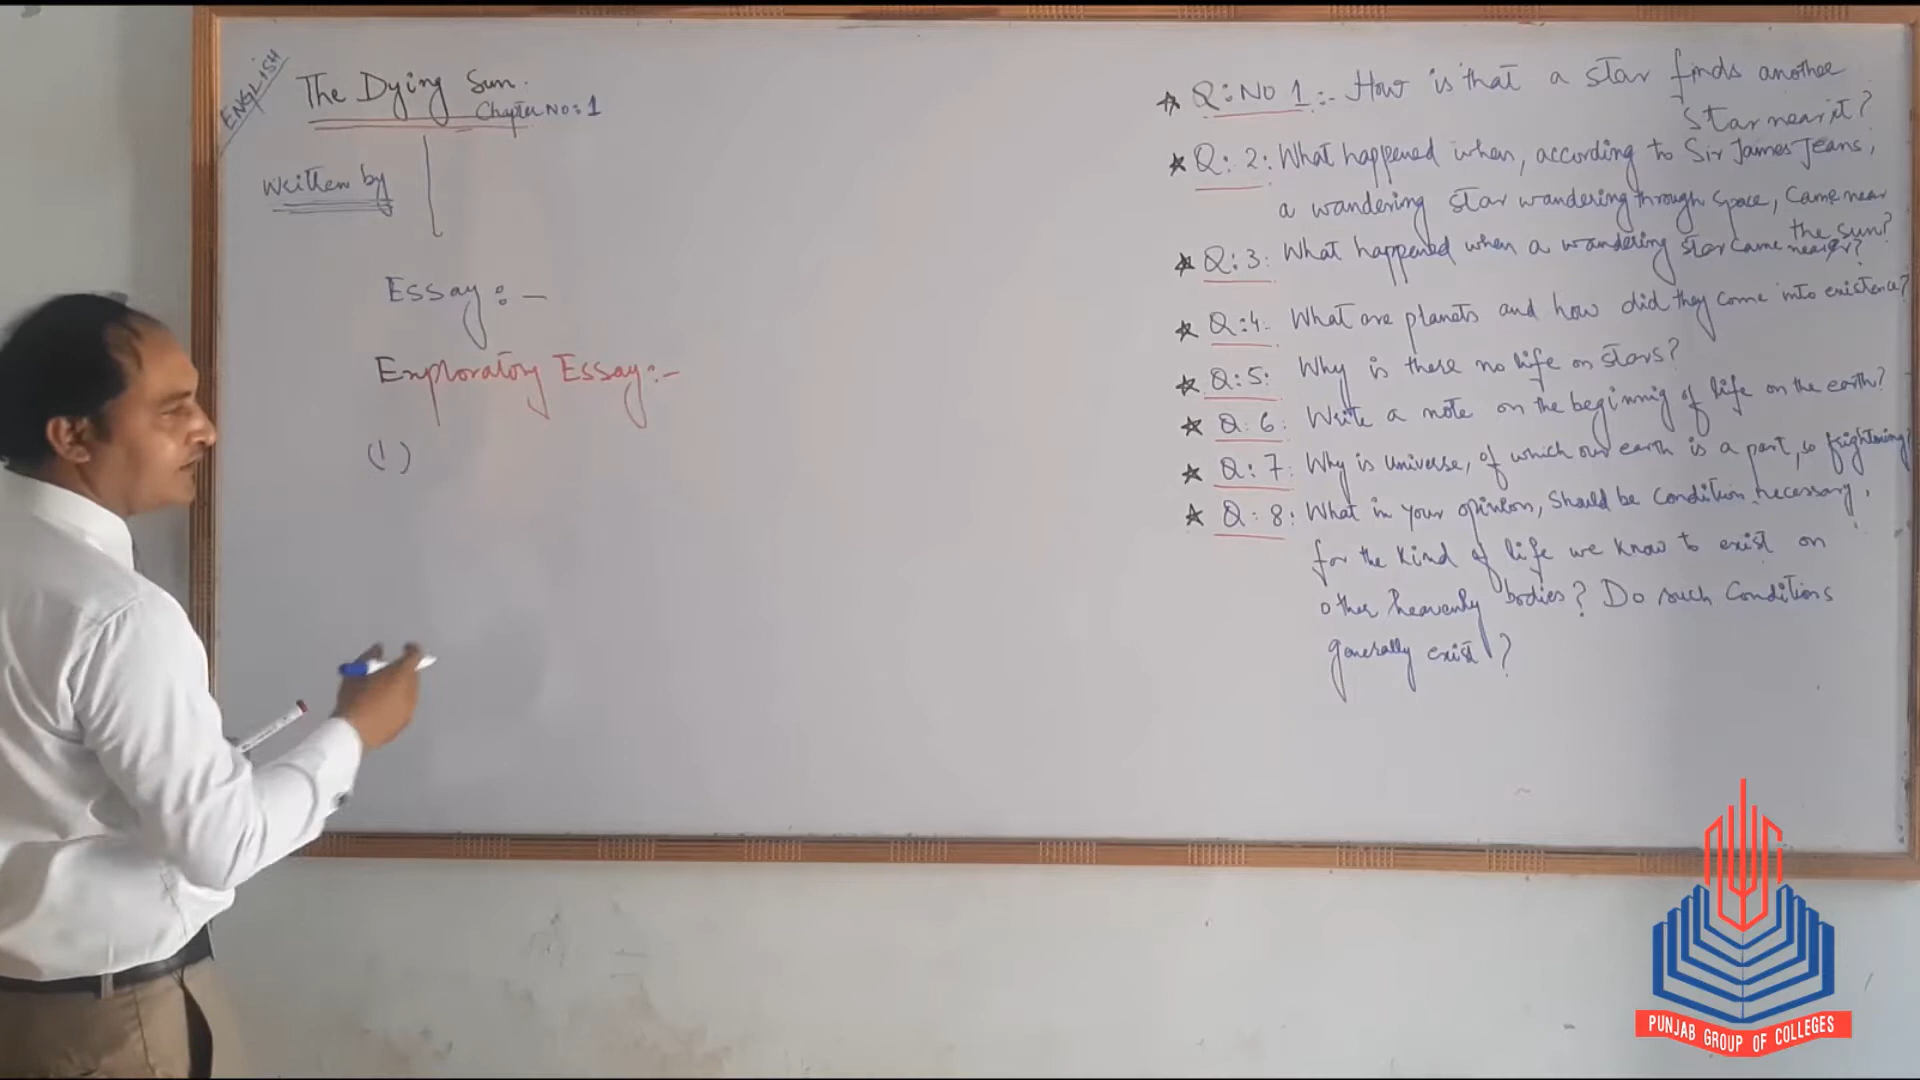 ENGLISH
The Dying Sun.
Chapter No: 1
Written by
Essay: -
Exploratory Essay:-
(1)
Q: No 1:- How is that a star finds another
star near it?
Q: 2: What happened when, according to Sir James Jeans,
a wandering star wandering through space, came near
the sun?
Q: 3: What happened when a wandering star came nearer?
Q: 4: What are planets and how did they come into existence?
Q: 5: Why is there no life on stars?
Q: 6: Write a note on the beginnig of life on the earth?
Q: 7: Why is universe, of which our earth is a part, so frightning?
Q: 8: What in your opinion, should be condition necessary,
for the kind of life we know to exist on
other heavenly bodies? Do such conditions
generally exist?
PUNJAB GROUP OF COLLEGES